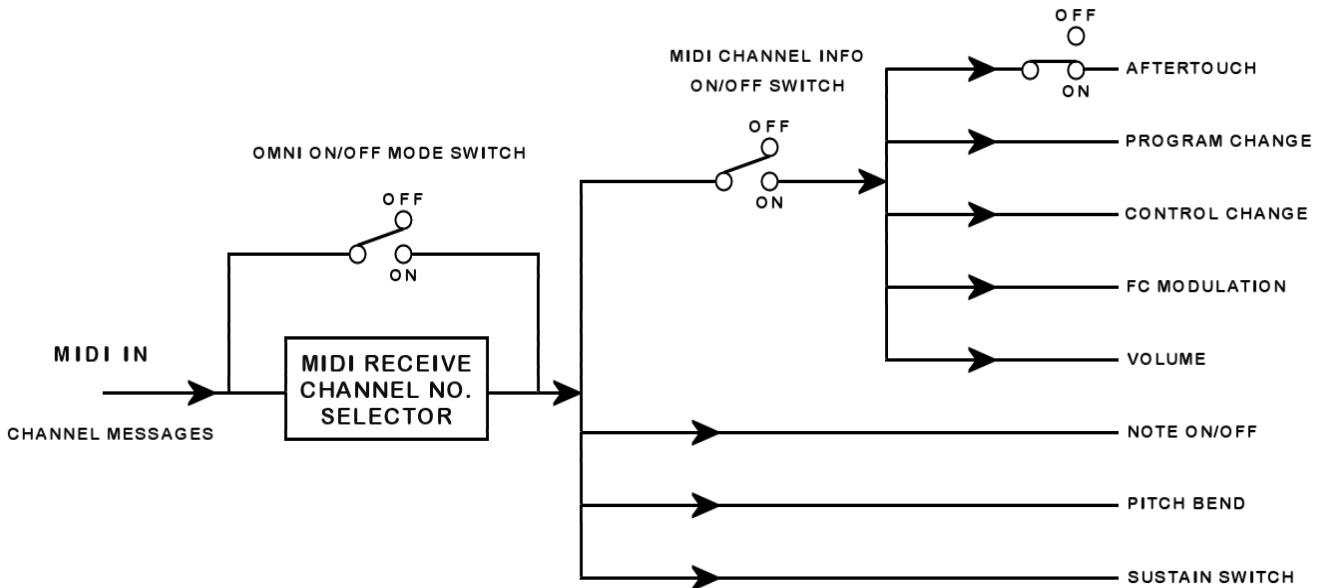 OFF
MIDI CHANNEL INFO
ON/OFF SWITCH
AFTERTOUCH
ON
OFF
OMNI ON/OFF MODE SWITCH
PROGRAM CHANGE
ON
OFF
CONTROL CHANGE
ON
FC MODULATION
MIDI IN
MIDI RECEIVE
CHANNEL NO.
SELECTOR
VOLUME
CHANNEL MESSAGES
NOTE ON/OFF
PITCH BEND
SUSTAIN SWITCH